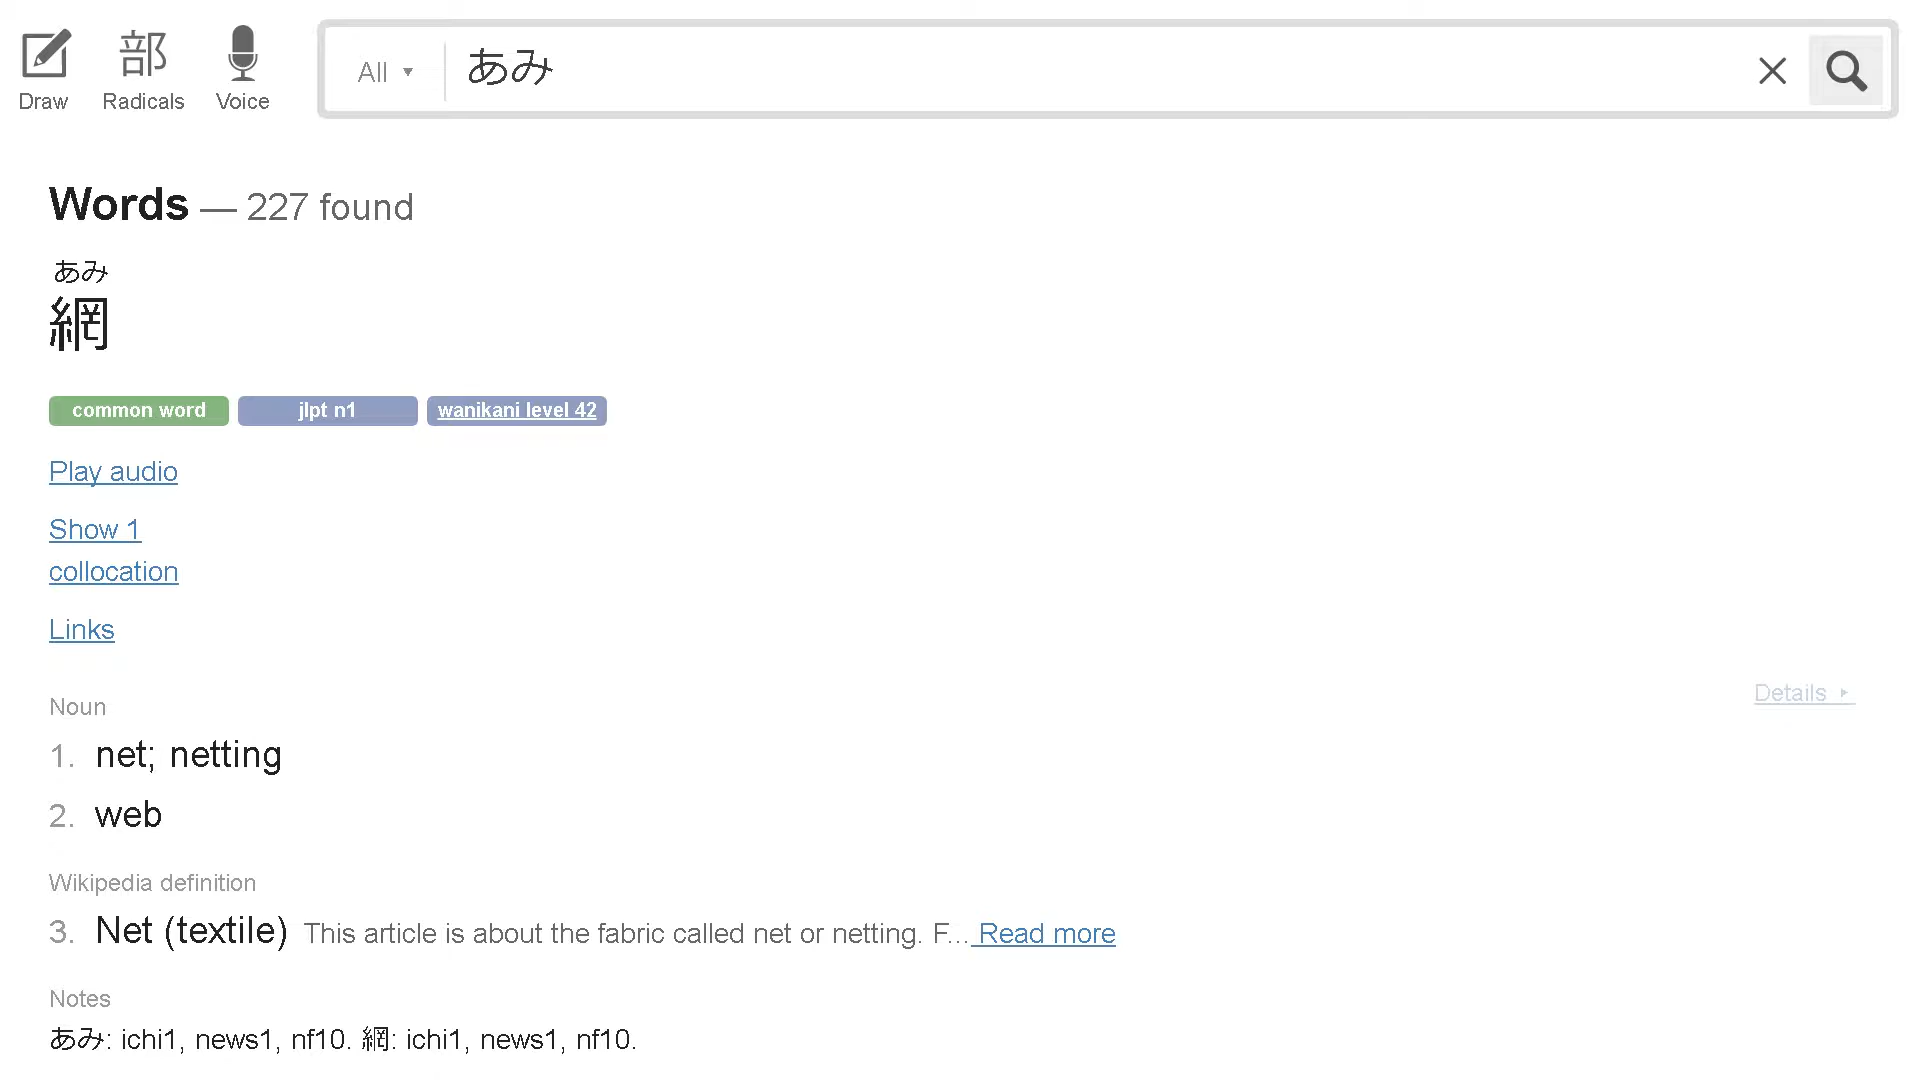 Draw
部
Radicals
Voice
All ▼
あみ
Words — 227 found
あみ
網
common word
jlpt n1
wanikani level 42
Play audio
Show 1
collocation
Links
Noun
Details ▸
1. net; netting
2. web
Wikipedia definition
3. Net (textile) This article is about the fabric called net or netting. F... Read more
Notes
あみ: ichi1, news1, nf10. 網: ichi1, news1, nf10.